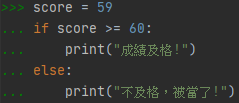 >>> score = 59
... if score >= 60:
...     print("成績及格!")
... else:
...     print("不及格，被當了!")